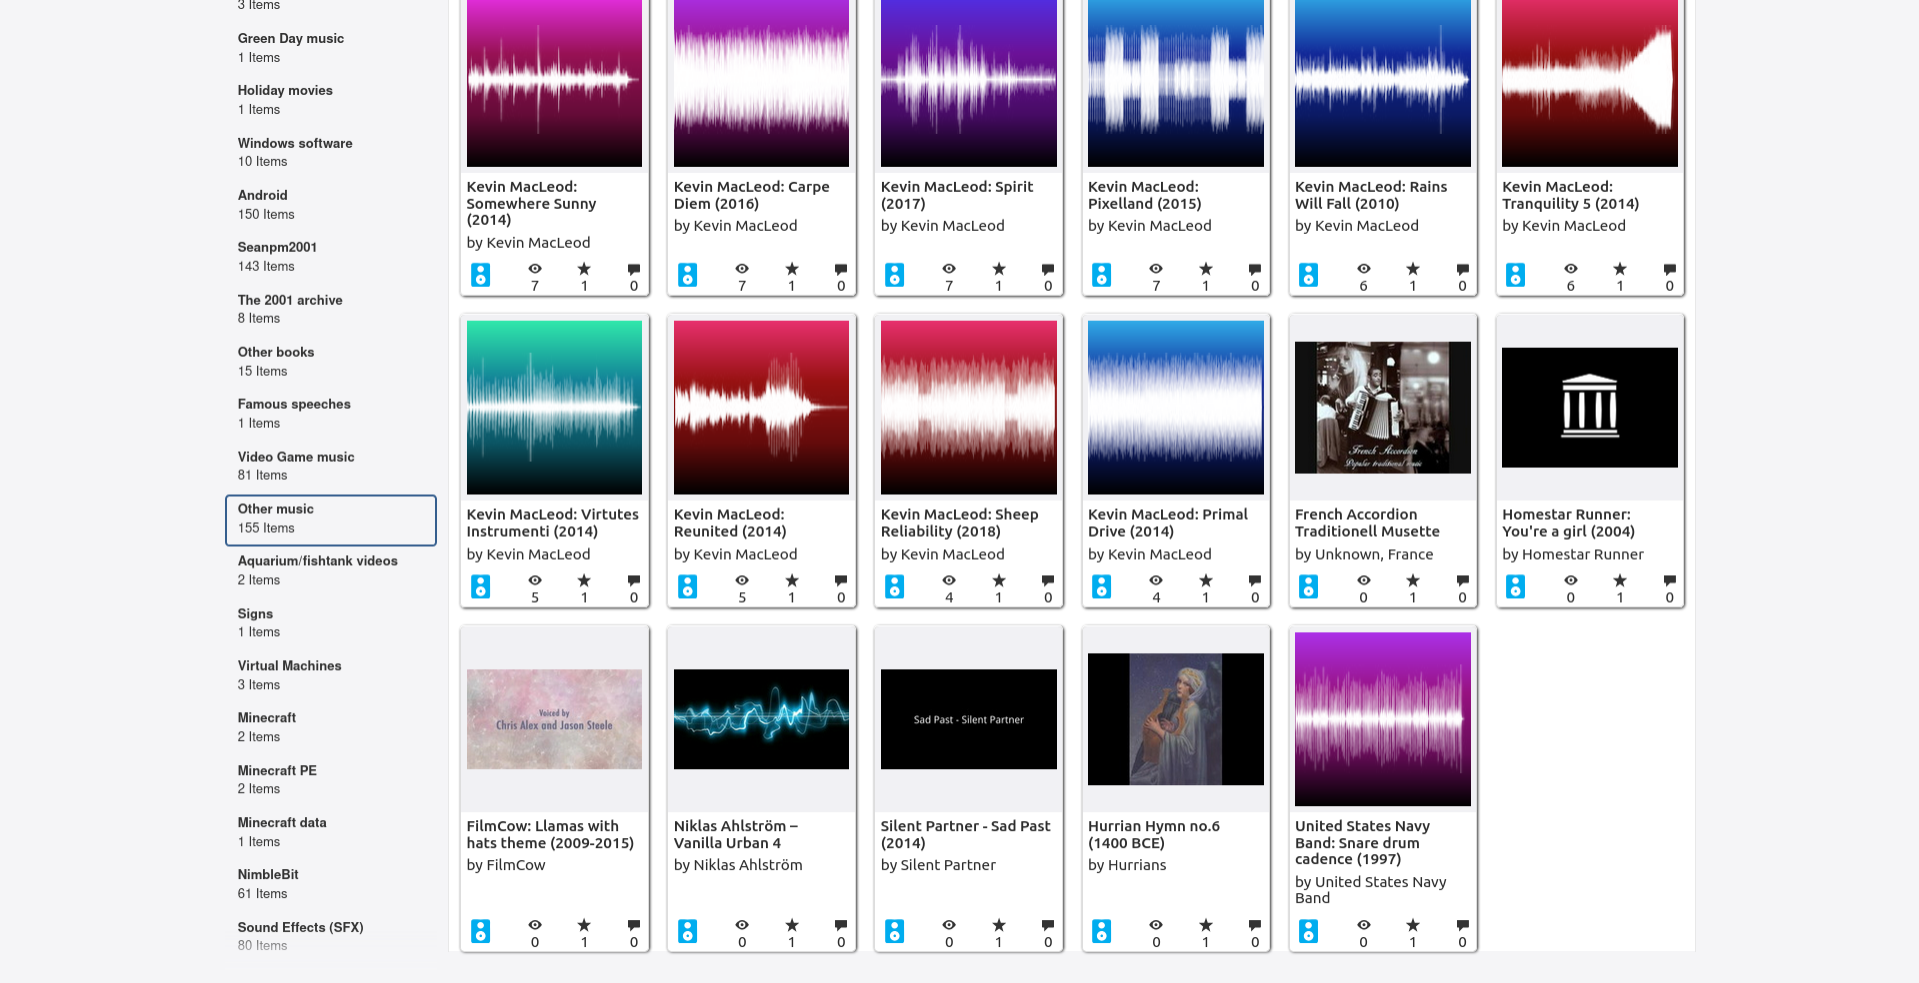 3 Items
Green Day music
1 Items
Holiday movies
1 Items
Windows software
10 Items
Android
150 Items
Seanpm2001
143 Items
The 2001 archive
8 Items
Other books
15 Items
Famous speeches
1 Items
Video Game music
81 Items
Other music
155 Items
Aquarium/fishtank videos
2 Items
Signs
1 Items
Virtual Machines
3 Items
Minecraft
2 Items
Minecraft PE
2 Items
Minecraft data
1 Items
NimbleBit
61 Items
Sound Effects (SFX)
80 Items
Kevin MacLeod:
Somewhere Sunny
(2014)
by Kevin MacLeod
7 1 0
Kevin MacLeod: Carpe
Diem (2016)
by Kevin MacLeod
7 1 0
Kevin MacLeod: Spirit
(2017)
by Kevin MacLeod
7 1 0
Kevin MacLeod:
Pixelland (2015)
by Kevin MacLeod
7 1 0
Kevin MacLeod: Rains
Will Fall (2010)
by Kevin MacLeod
6 1 0
Kevin MacLeod:
Tranquility 5 (2014)
by Kevin MacLeod
6 1 0
Kevin MacLeod: Virtutes
Instrumenti (2014)
by Kevin MacLeod
5 1 0
Kevin MacLeod:
Reunited (2014)
by Kevin MacLeod
5 1 0
Kevin MacLeod: Sheep
Reliability (2018)
by Kevin MacLeod
4 1 0
Kevin MacLeod: Primal
Drive (2014)
by Kevin MacLeod
4 1 0
French Accordion
Popular traditional music
French Accordion
Traditionell Musette
by Unknown, France
0 1 0
Homestar Runner:
You're a girl (2004)
by Homestar Runner
0 1 0
Voiced by
Chris Alex and Jason Steele
FilmCow: Llamas with
hats theme (2009-2015)
by FilmCow
0 1 0
Niklas Ahlström –
Vanilla Urban 4
by Niklas Ahlström
0 1 0
Sad Past - Silent Partner
Silent Partner - Sad Past
(2014)
by Silent Partner
0 1 0
Hurrian Hymn no.6
(1400 BCE)
by Hurrians
0 1 0
United States Navy
Band: Snare drum
cadence (1997)
by United States Navy
Band
0 1 0